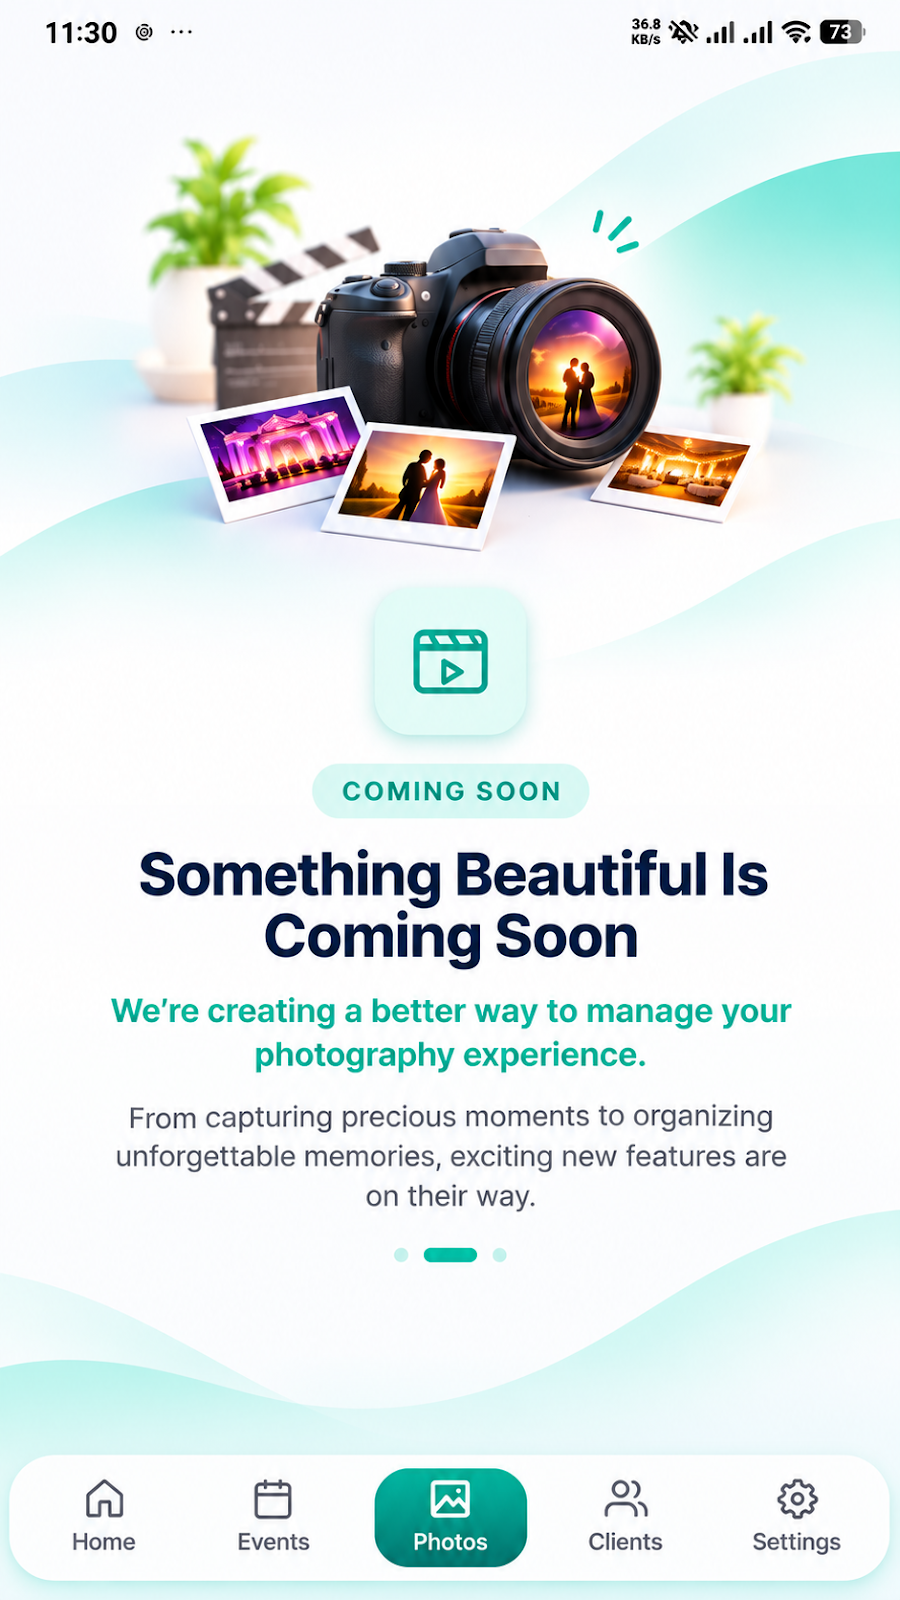 11:30
36.8
KB/s
73
COMING SOON
Something Beautiful Is
Coming Soon
We’re creating a better way to manage your
photography experience.
From capturing precious moments to organizing
unforgettable memories, exciting new features are
on their way.
Home
Events
Photos
Clients
Settings